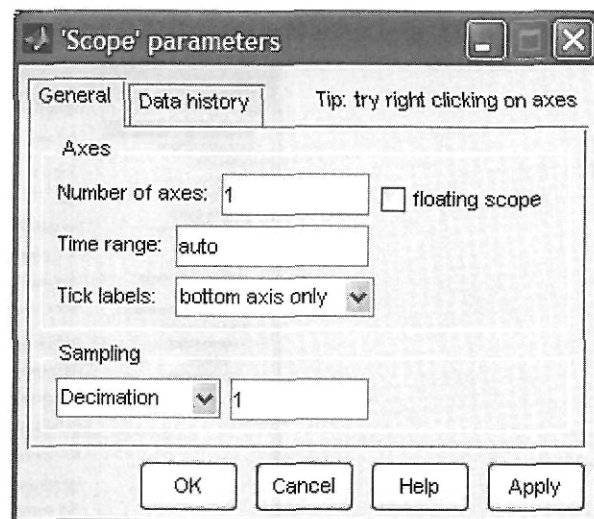 'Scope' parameters
General Data history Tip: try right clicking on axes
Axes
Number of axes: 1 floating scope
Time range: auto
Tick labels: bottom axis only
Sampling
Decimation 1
OK Cancel Help Apply